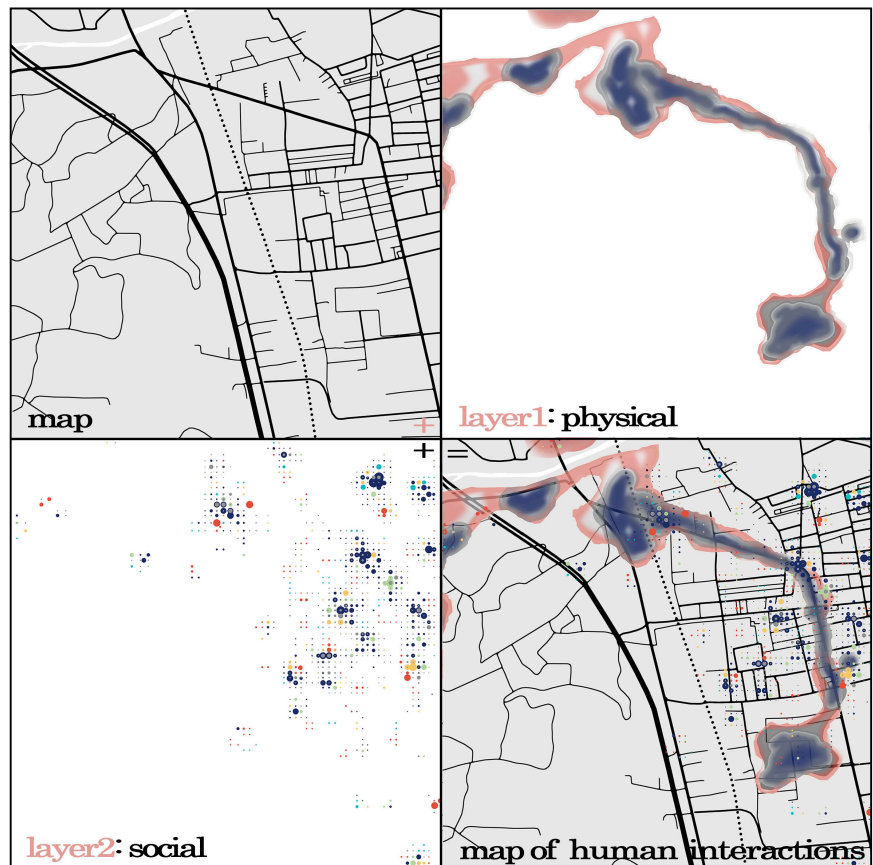 map
+
layer1: physical
+
=
layer2: social
map of human interactions